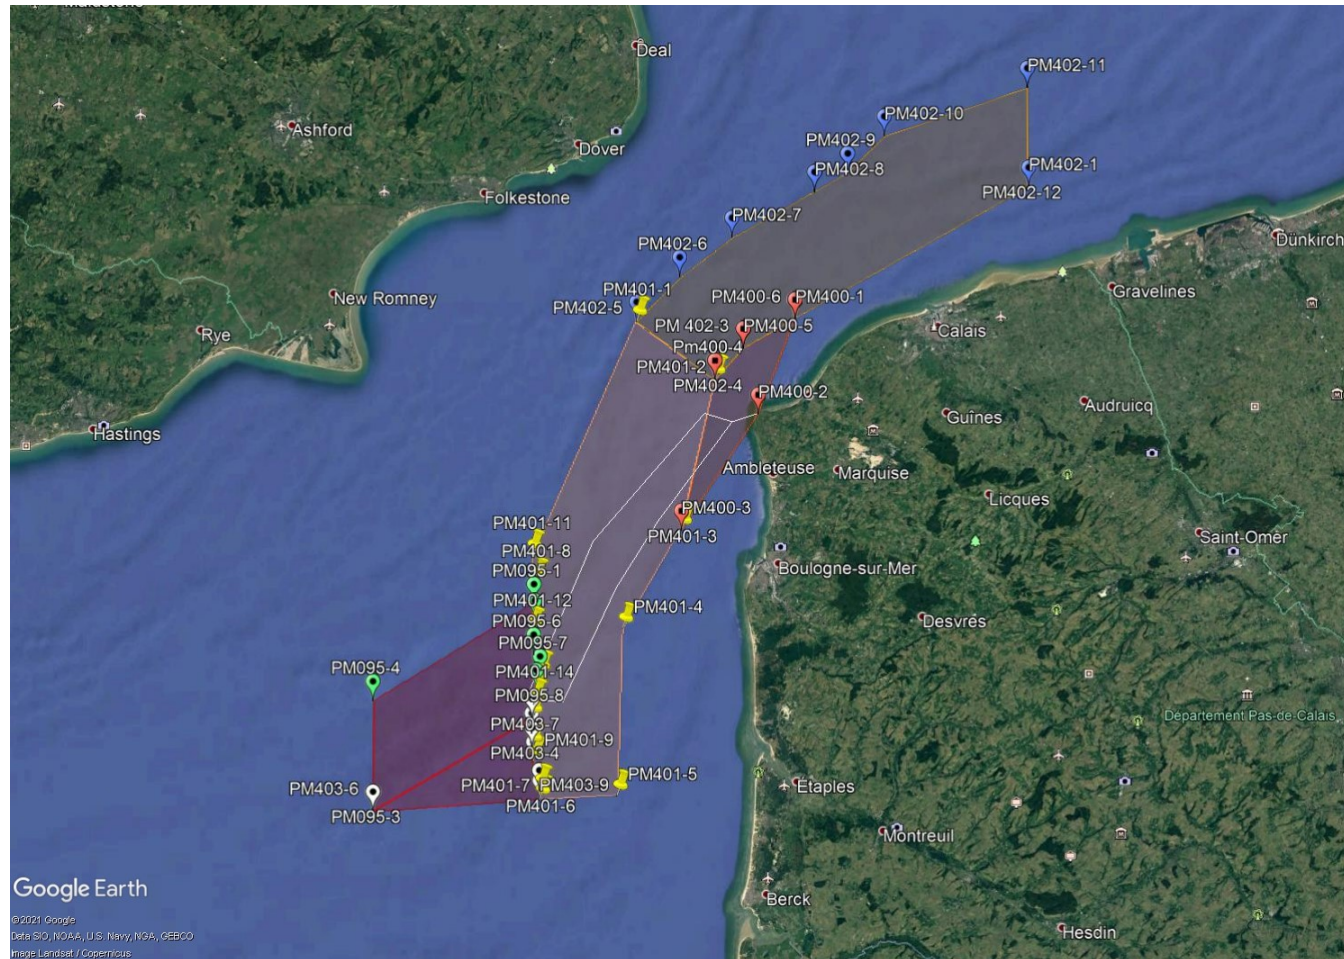 Deal
PM402-11
PM402-10
Ashford
PM402-9
Dover
PM402-8
PM402-1
PM402-12
Folkestone
PM402-7
Dünkirch
PM402-6
PM401-1
Gravelines
New Romney
PM402-5
PM400-6
PM400-1
Rye
PM 402-3
PM400-5
Calais
Pm400-4
PM401-2
PM402-4
PM400-2
Audruicq
Guînes
Hastings
Ambleteuse
Marquise
Licques
PM400-3
PM401-11
PM401-3
Saint-Omer
PM401-8
PM095-1
Boulogne-sur-Mer
PM401-12
PM401-4
PM095-6
Desvres
PM095-7
PM095-4
PM401-14
PM095-8
Département Pas-de-Calais
PM403-7
PM401-9
PM403-4
PM401-5
PM403-6
PM401-7
PM403-9
Étaples
PM401-6
PM095-3
Montreuil
Google Earth
Berck
©2021 Google
Hesdin
Data SIO, NOAA, U.S. Navy, NGA, GEBCO
Image Landsat / Copernicus